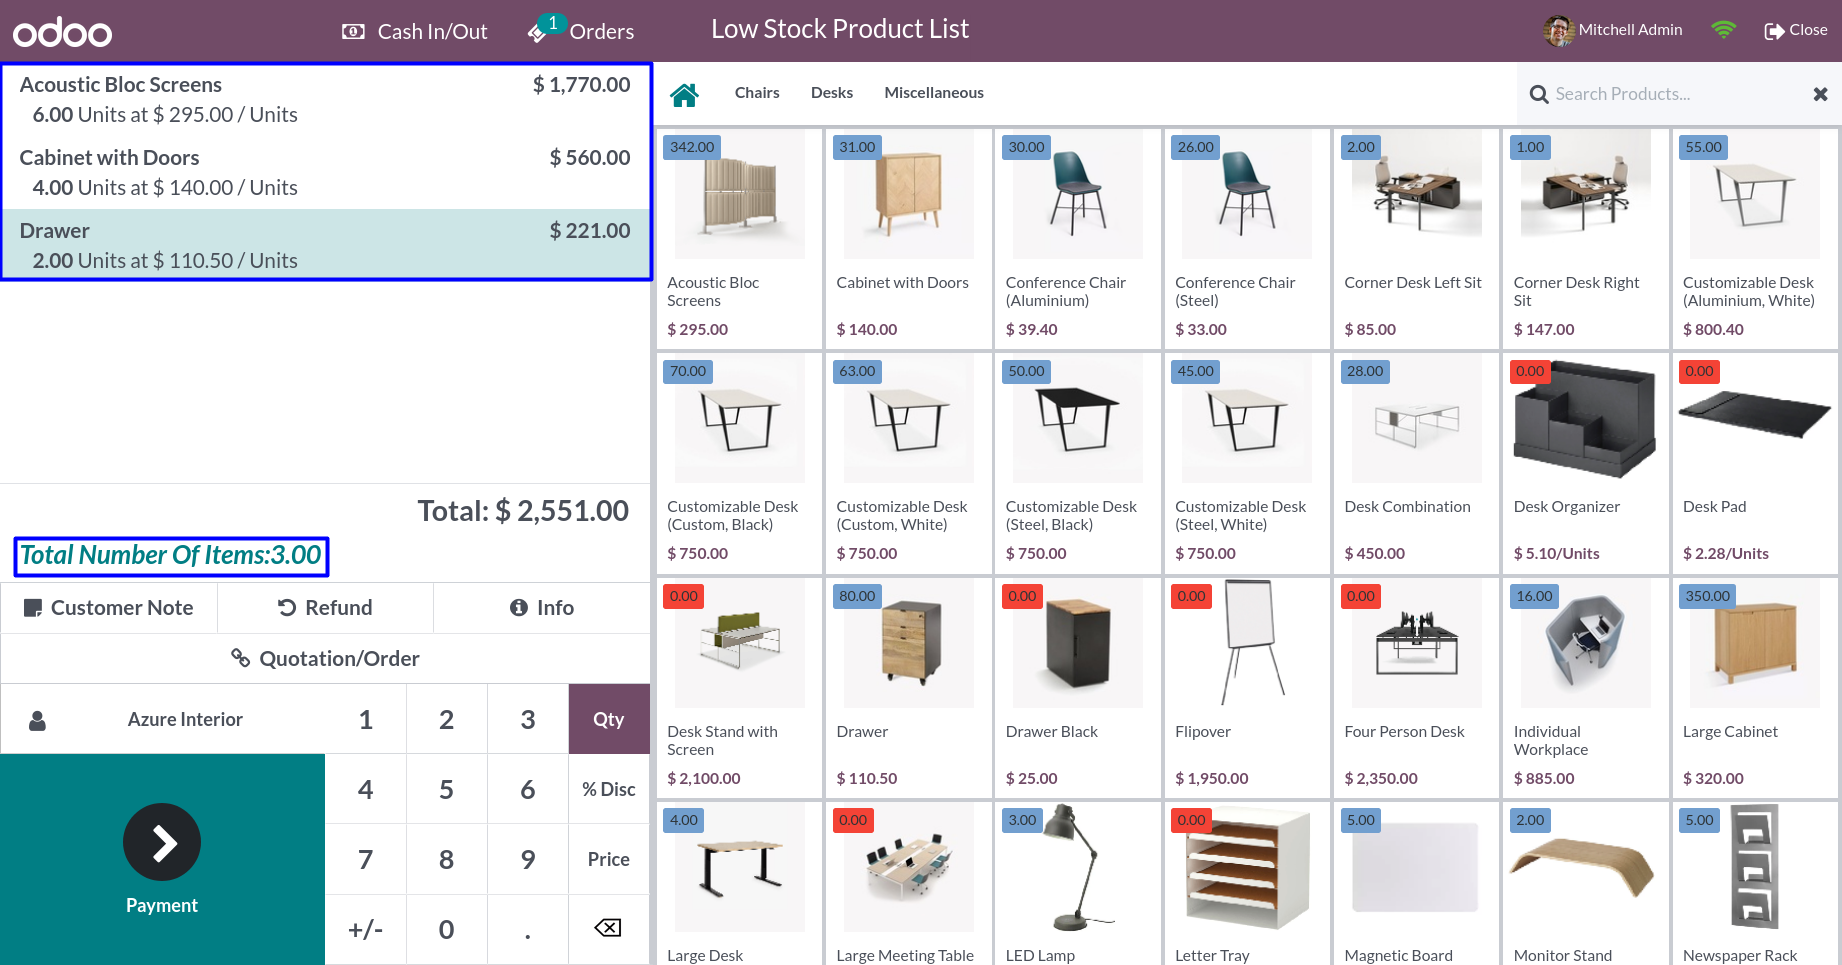 odoo
Cash In/Out
1
Orders
Low Stock Product List
Mitchell Admin
Close
Acoustic Bloc Screens $ 1,770.00
6.00 Units at $ 295.00 / Units
Cabinet with Doors $ 560.00
4.00 Units at $ 140.00 / Units
Drawer $ 221.00
2.00 Units at $ 110.50 / Units
Total: $ 2,551.00
Total Number Of Items:3.00
Customer Note
Refund
Info
Quotation/Order
Azure Interior
1 2 3 Qty
4 5 6 % Disc
7 8 9 Price
+/- 0 .
Payment
Chairs
Desks
Miscellaneous
Search Products...
342.00
Acoustic Bloc
Screens
$ 295.00
31.00
Cabinet with Doors
$ 140.00
30.00
Conference Chair
(Aluminium)
$ 39.40
26.00
Conference Chair
(Steel)
$ 33.00
2.00
Corner Desk Left Sit
$ 85.00
1.00
Corner Desk Right
Sit
$ 147.00
55.00
Customizable Desk
(Aluminium, White)
$ 800.40
70.00
Customizable Desk
(Custom, Black)
$ 750.00
63.00
Customizable Desk
(Custom, White)
$ 750.00
50.00
Customizable Desk
(Steel, Black)
$ 750.00
45.00
Customizable Desk
(Steel, White)
$ 750.00
28.00
Desk Combination
$ 450.00
0.00
Desk Organizer
$ 5.10/Units
0.00
Desk Pad
$ 2.28/Units
0.00
Desk Stand with
Screen
$ 2,100.00
80.00
Drawer
$ 110.50
0.00
Drawer Black
$ 25.00
0.00
Flipover
$ 1,950.00
0.00
Four Person Desk
$ 2,350.00
16.00
Individual
Workplace
$ 885.00
350.00
Large Cabinet
$ 320.00
4.00
Large Desk
0.00
Large Meeting Table
3.00
LED Lamp
0.00
Letter Tray
5.00
Magnetic Board
2.00
Monitor Stand
5.00
Newspaper Rack